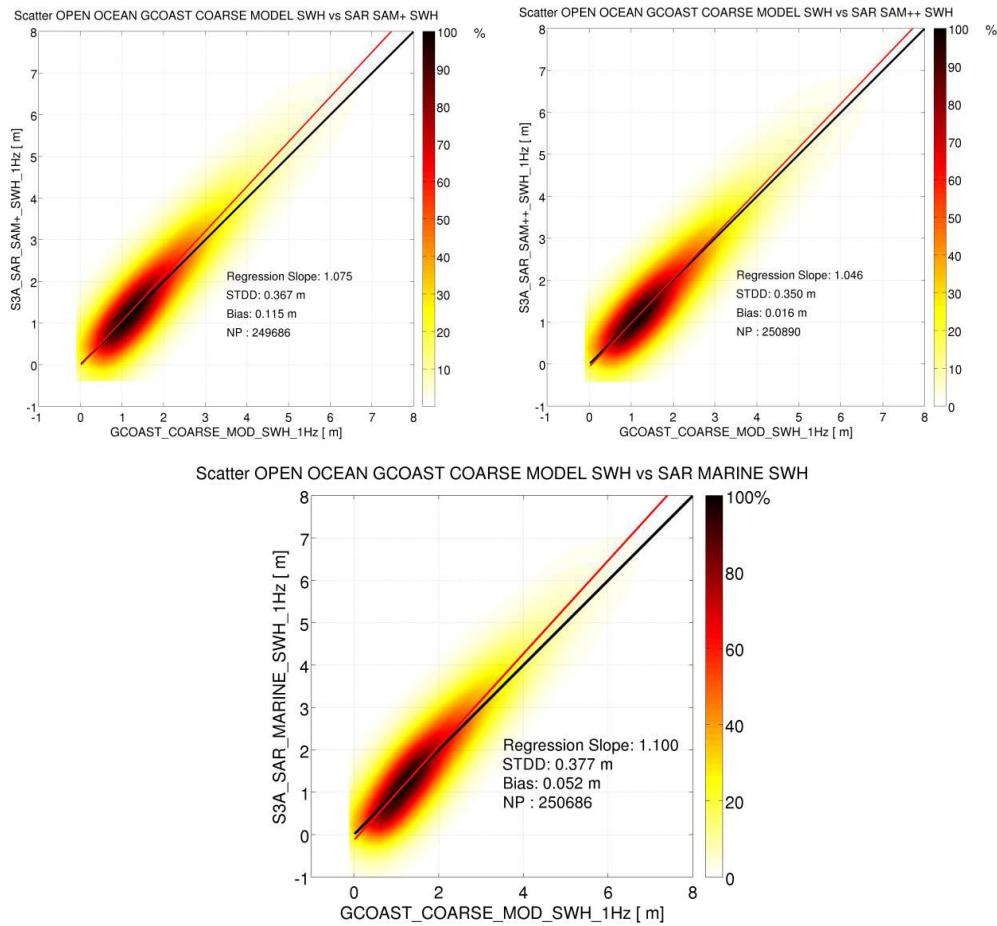 Scatter OPEN OCEAN GCOAST COARSE MODEL SWH vs SAR SAM+ SWH
8
7
6
5
4
3
2
1
0
-1
S3A_SAR_SAM+_SWH_1Hz [ m]
Regression Slope: 1.075
STDD: 0.367 m
Bias: 0.115 m
NP : 249686
-1 0 1 2 3 4 5 6 7 8
GCOAST_COARSE_MOD_SWH_1Hz [ m]
100 %
90
80
70
60
50
40
30
20
10
Scatter OPEN OCEAN GCOAST COARSE MODEL SWH vs SAR SAM++ SWH
8
7
6
5
4
3
2
1
0
-1
S3A_SAR_SAM++_SWH_1Hz [ m]
Regression Slope: 1.046
STDD: 0.350 m
Bias: 0.016 m
NP : 250890
-1 0 1 2 3 4 5 6 7 8
GCOAST_COARSE_MOD_SWH_1Hz [ m]
100 %
90
80
70
60
50
40
30
20
10
0
Scatter OPEN OCEAN GCOAST COARSE MODEL SWH vs SAR MARINE SWH
8
7
6
5
4
3
2
1
0
-1
S3A_SAR_MARINE_SWH_1Hz [ m]
Regression Slope: 1.100
STDD: 0.377 m
Bias: 0.052 m
NP : 250686
0 2 4 6 8
GCOAST_COARSE_MOD_SWH_1Hz [ m]
100%
80
60
40
20
0